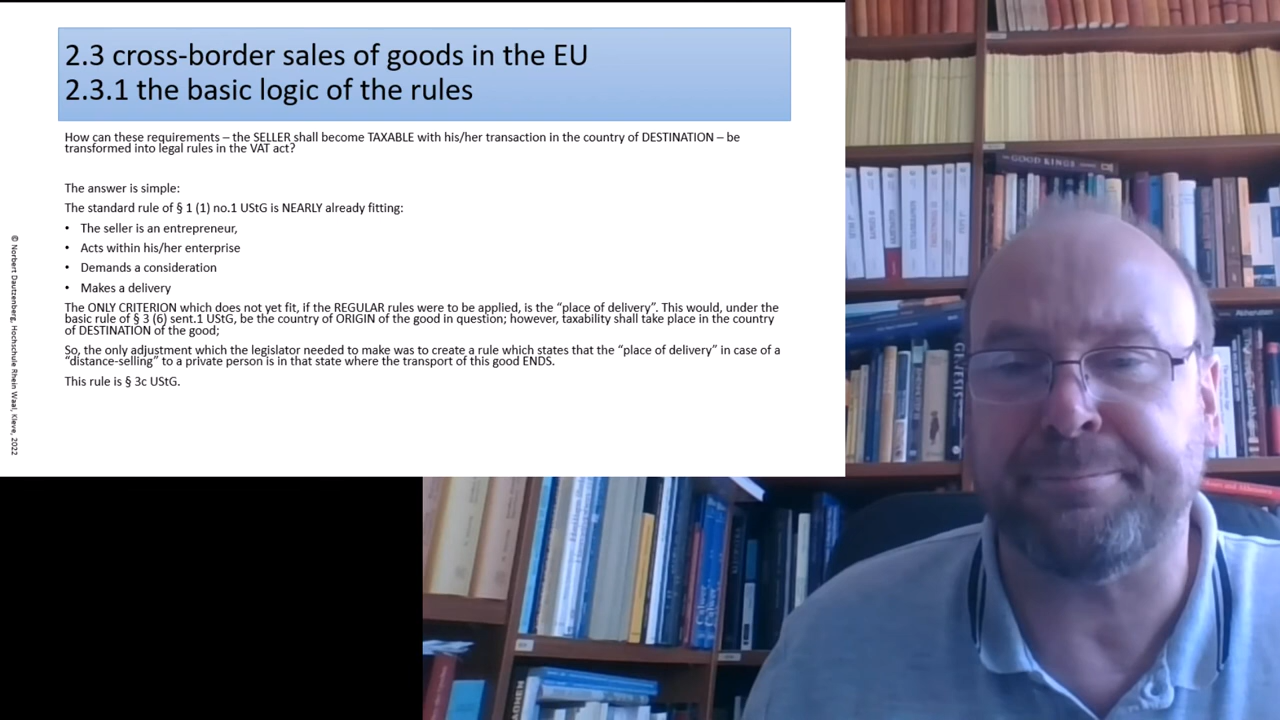 2.3 cross-border sales of goods in the EU
2.3.1 the basic logic of the rules
How can these requirements – the SELLER shall become TAXABLE with his/her transaction in the country of DESTINATION – be
transformed into legal rules in the VAT act?
The answer is simple:
The standard rule of § 1 (1) no.1 UStG is NEARLY already fitting:
• The seller is an entrepreneur,
• Acts within his/her enterprise
• Demands a consideration
• Makes a delivery
The ONLY CRITERION which does not yet fit, if the REGULAR rules were to be applied, is the “place of delivery”. This would, under the
basic rule of § 3 (6) sent.1 UStG, be the country of ORIGIN of the good in question; however, taxability shall take place in the country
of DESTINATION of the good;
So, the only adjustment which the legislator needed to make was to create a rule which states that the “place of delivery” in case of a
“distance-selling” to a private person is in that state where the transport of this good ENDS.
This rule is § 3c UStG.
© Norbert Dautzenberg, Hochschule Rhein Waal, Kleve, 2022
GOOD KINGS
GENESIS